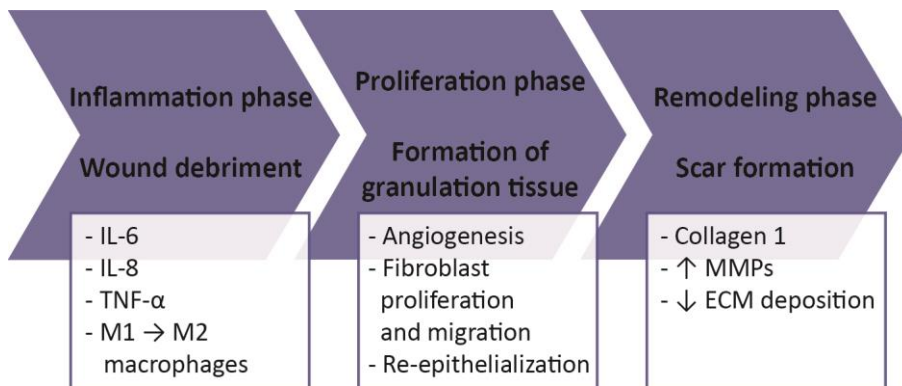 Inflammation phase
Wound debriment
- IL-6
- IL-8
- TNF-α
- M1 → M2
macrophages
Proliferation phase
Formation of
granulation tissue
- Angiogenesis
- Fibroblast
proliferation
and migration
- Re-epithelialization
Remodeling phase
Scar formation
- Collagen 1
- ↑ MMPs
- ↓ ECM deposition